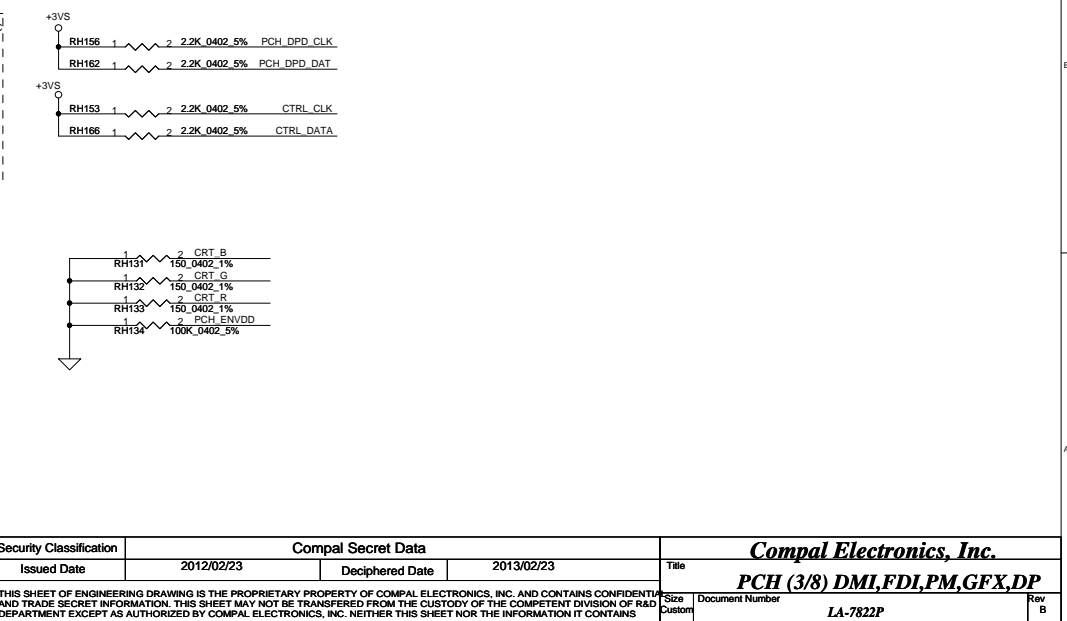 +3VS
RH156 1 2 2.2K_0402_5% PCH_DPD_CLK
RH162 1 2 2.2K_0402_5% PCH_DPD_DAT
+3VS
RH153 1 2 2.2K_0402_5% CTRL_CLK
RH166 1 2 2.2K_0402_5% CTRL_DATA
1 2 CRT_B
RH131 150_0402_1%
1 2 CRT_G
RH132 150_0402_1%
1 2 CRT_R
RH133 150_0402_1%
1 2 PCH_ENVDD
RH134 100K_0402_5%
A
Security Classification
Compal Secret Data
Compal Electronics, Inc.
Issued Date
2012/02/23
Deciphered Date
2013/02/23
Title
PCH (3/8) DMI,FDI,PM,GFX,DP
THIS SHEET OF ENGINEERING DRAWING IS THE PROPRIETARY PROPERTY OF COMPAL ELECTRONICS, INC. AND CONTAINS CONFIDENTIAL
AND TRADE SECRET INFORMATION. THIS SHEET MAY NOT BE TRANSFERED FROM THE CUSTODY OF THE COMPETENT DIVISION OF R&D
DEPARTMENT EXCEPT AS AUTHORIZED BY COMPAL ELECTRONICS, INC. NEITHER THIS SHEET NOR THE INFORMATION IT CONTAINS
Size
Custom
Document Number
LA-7822P
Rev
B